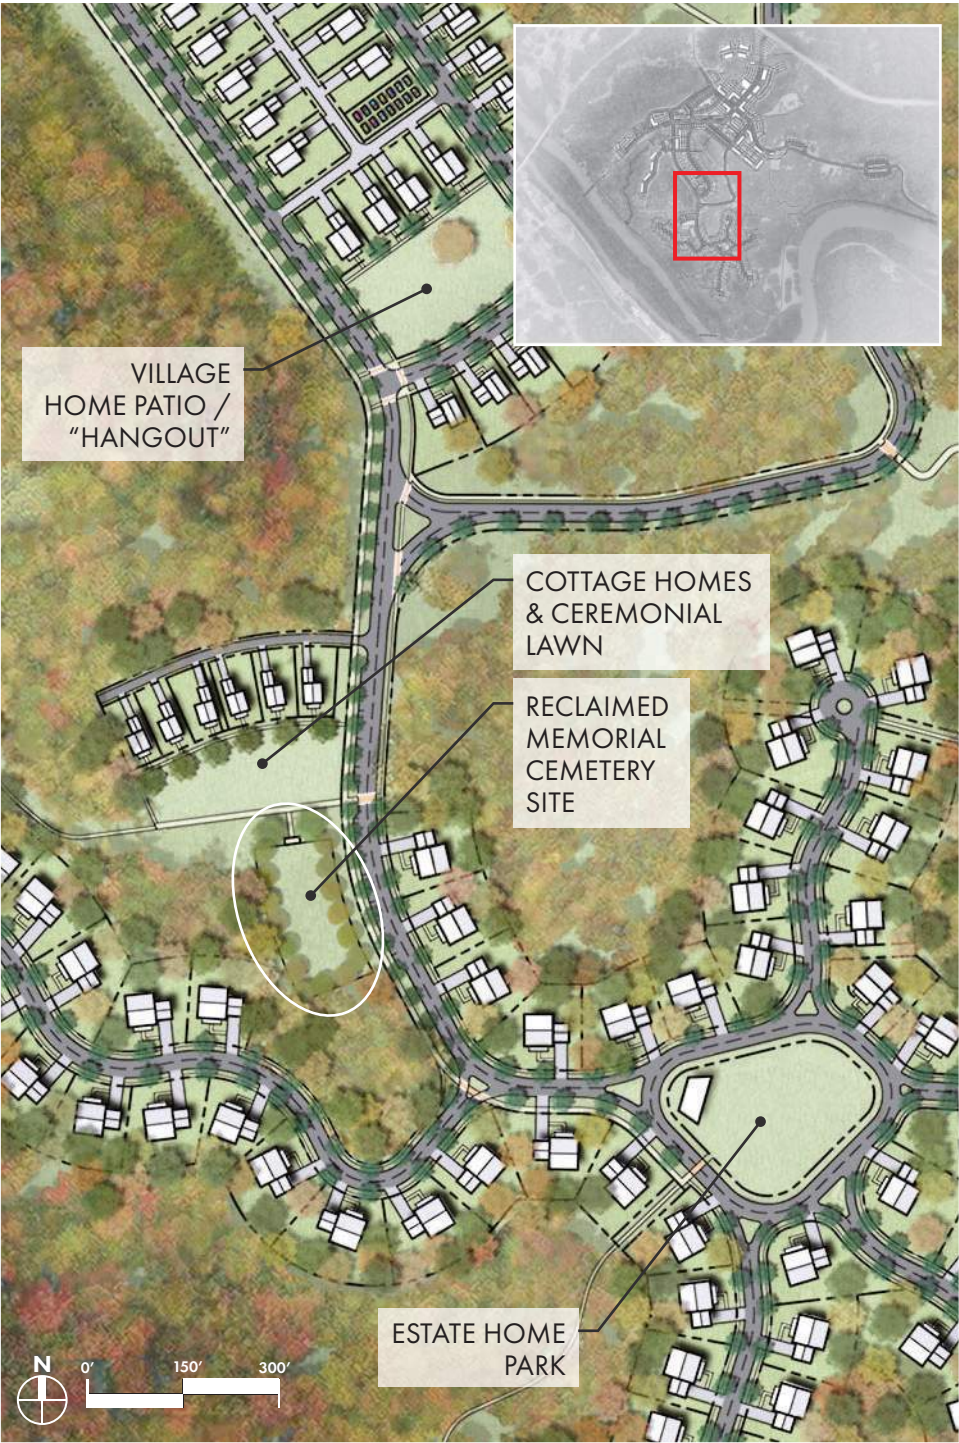 VILLAGE
HOME PATIO /
“HANGOUT”
COTTAGE HOMES
& CEREMONIAL
LAWN
RECLAIMED
MEMORIAL
CEMETERY
SITE
ESTATE HOME
PARK
N
0’ 150’ 300’